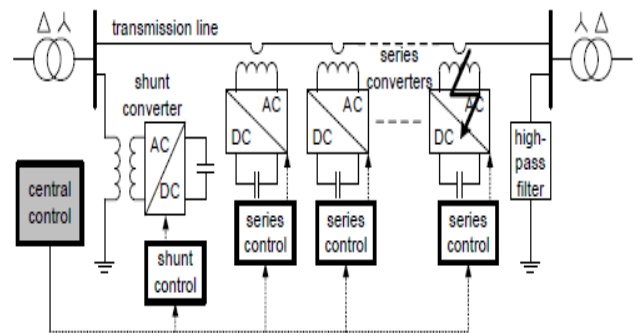 Δ
Y
transmission line
Δ
Y
shunt
converter
series
converters
AC
DC
AC
DC
AC
DC
AC
DC
high-
pass
filter
central
control
shunt
control
series
control
series
control
series
control